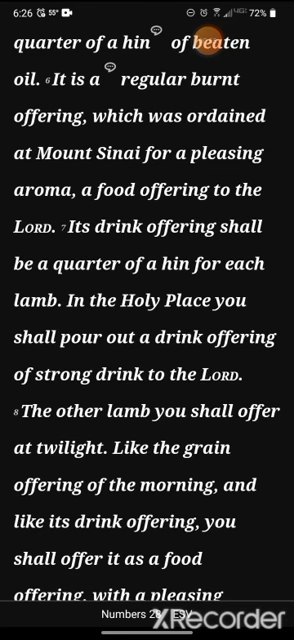 6:26 55° 72%
quarter of a hin of beaten
oil. 6 It is a regular burnt
offering, which was ordained
at Mount Sinai for a pleasing
aroma, a food offering to the
LORD. 7 Its drink offering shall
be a quarter of a hin for each
lamb. In the Holy Place you
shall pour out a drink offering
of strong drink to the LORD.
8 The other lamb you shall offer
at twilight. Like the grain
offering of the morning, and
like its drink offering, you
shall offer it as a food
offering, with a pleasing
Numbers ESV
XRecorder